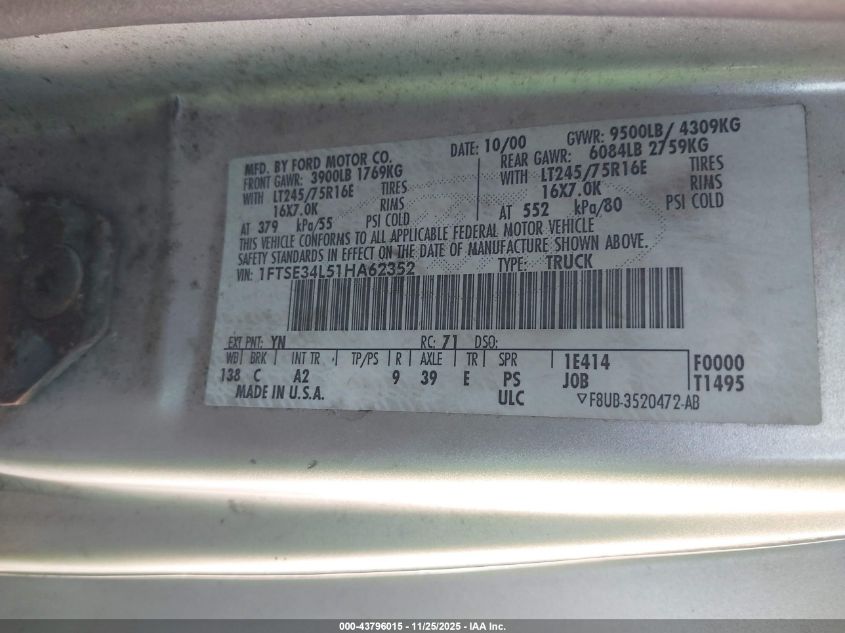 MFD. BY FORD MOTOR CO. DATE: 10/00 GVWR: 9500LB/ 4309KG
FRONT GAWR: 3900LB 1769KG REAR GAWR: 6084LB 2759KG
WITH LT245/75R16E TIRES WITH LT245/75R16E TIRES
16X7.0K RIMS 16X7.0K RIMS
AT 379 kPa/55 PSI COLD AT 552 kPa/80 PSI COLD
THIS VEHICLE CONFORMS TO ALL APPLICABLE FEDERAL MOTOR VEHICLE
SAFETY STANDARDS IN EFFECT ON THE DATE OF MANUFACTURE SHOWN ABOVE.
VIN: 1FTSE34L51HA62352 TYPE: TRUCK
EXT PNT: YN RC: 71 DSO:
WB BRK INT TR TP/PS R AXLE TR SPR 1E414 F0000
138 C A2 9 39 E PS JOB T1495
MADE IN U.S.A. ULC ▽F8UB-3520472-AB
000-43796015 - 11/25/2025 - IAA Inc.